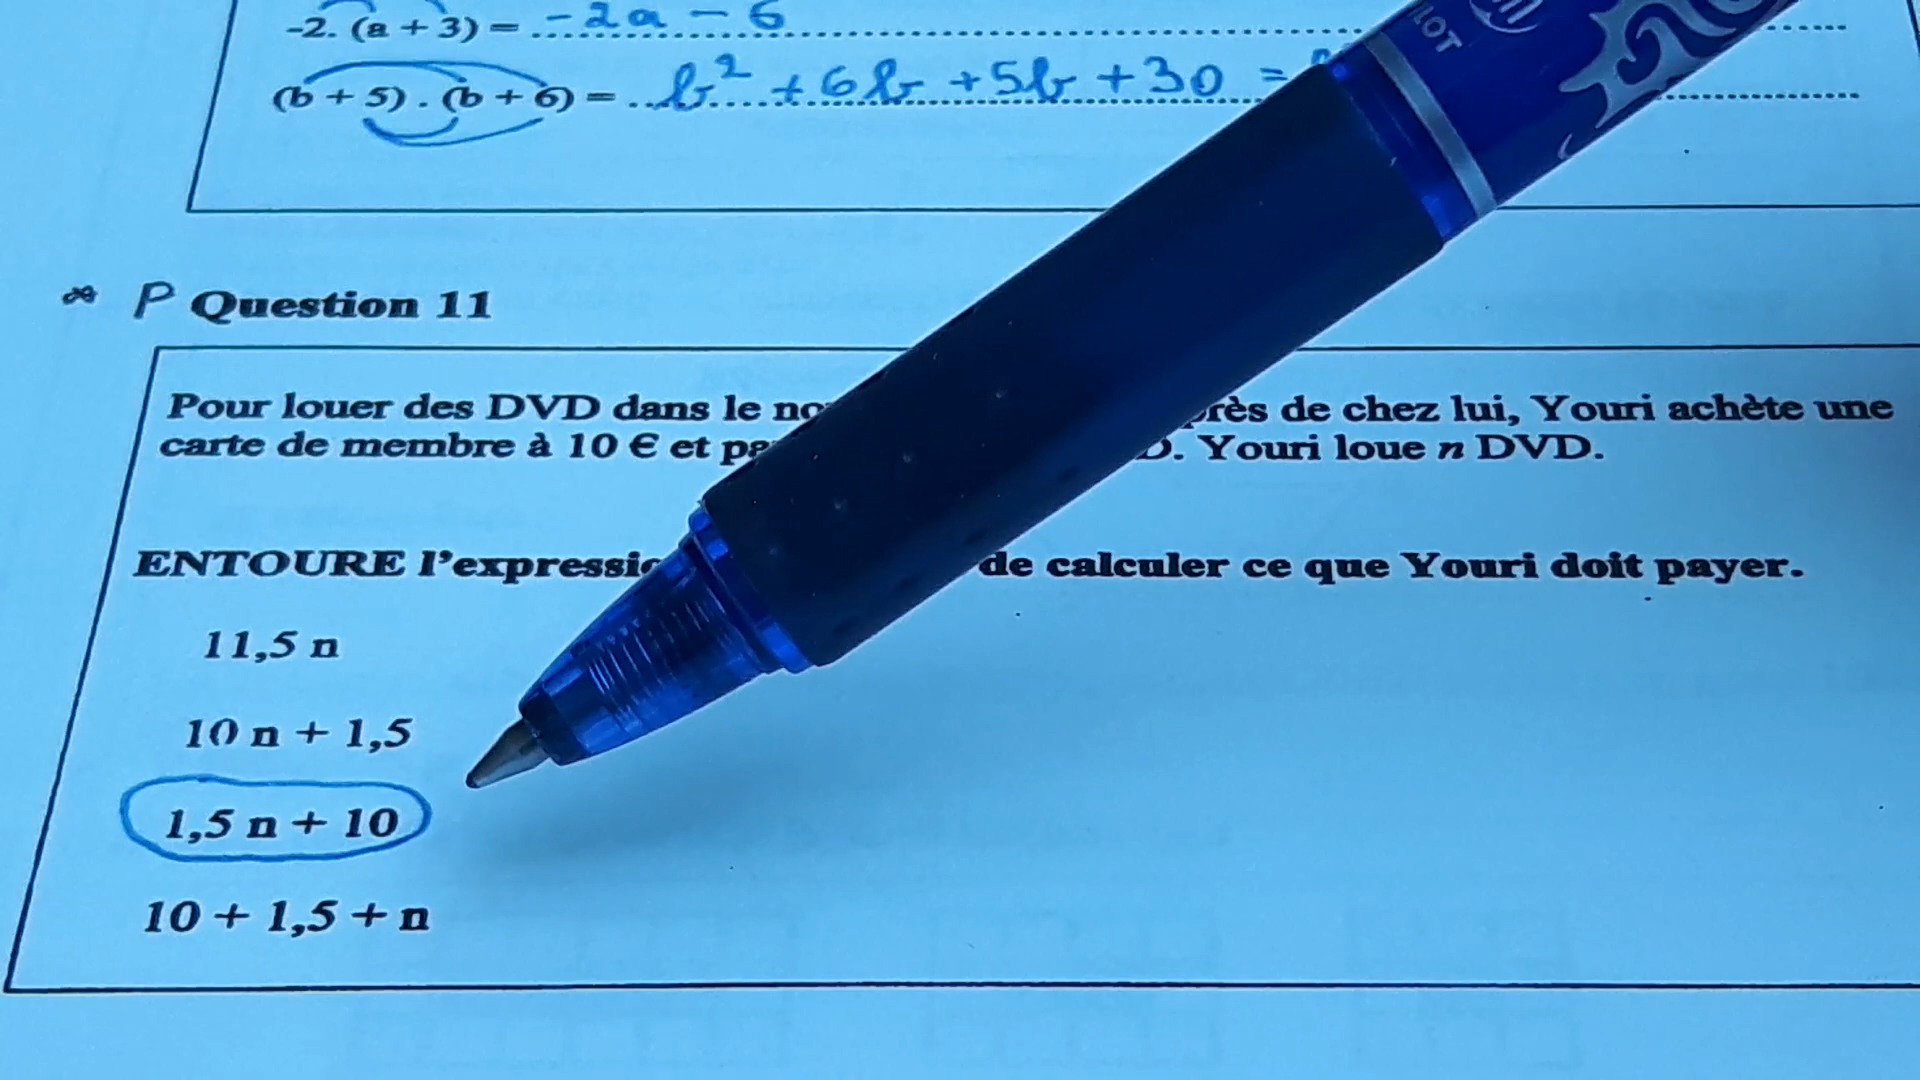 -2. (a + 3) = -2a - 6
(b + 5) . (b + 6) = b² + 6b + 5b + 30 =
* P Question 11
Pour louer des DVD dans le de chez lui, Youri achète une
carte de membre à 10 € et Youri loue n DVD.
ENTOURE de calculer ce que Youri doit payer.
11,5 n
10 n + 1,5
1,5 n + 10
10 + 1,5 + n